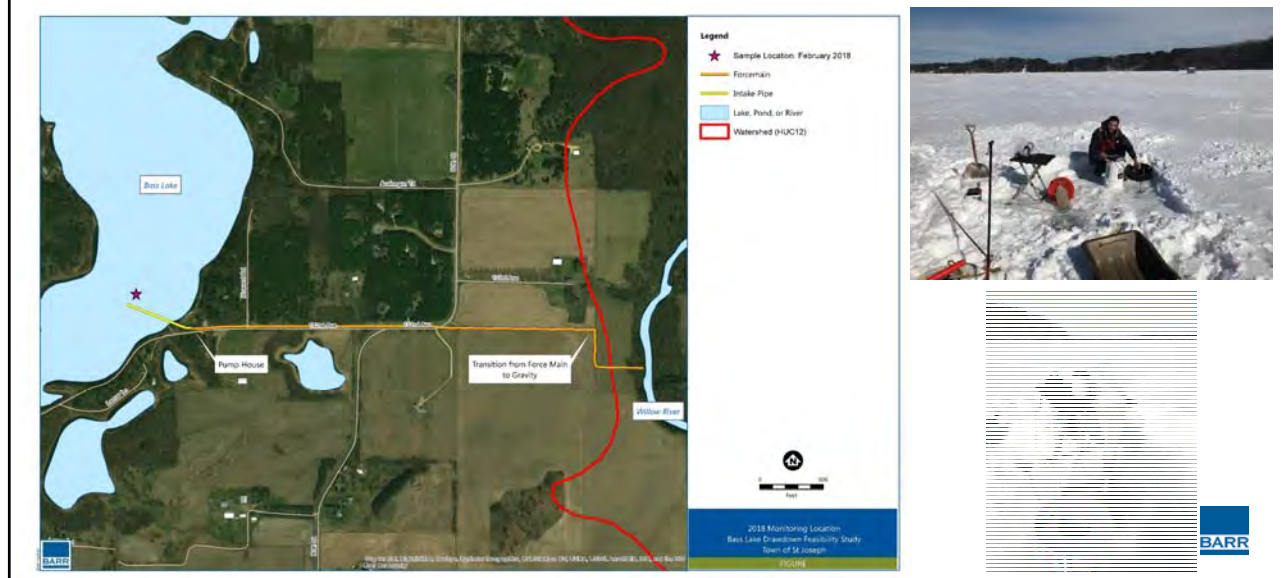 Bass Lake
Pump House
Transition from Force Main
to Gravity
Willow River
BARR
Legend
Sample Location: February 2018
Forcemain
Intake Pipe
Lake, Pond, or River
Watershed (HUC12)
N
Feet
2018 Monitoring Location
Bass Lake Drawdown Feasibility Study
Town of St Joseph
FIGURE
BARR